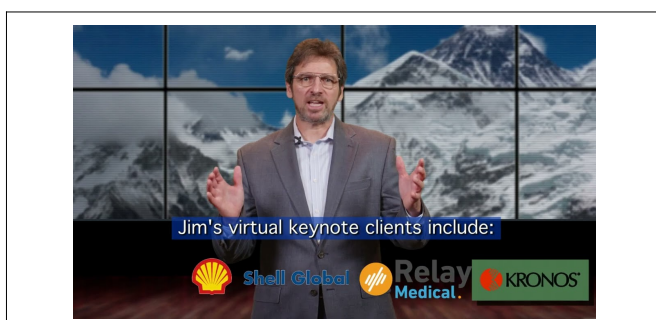 Jim's virtual keynote clients include:
Shell Global
Relay
Medical.
KRONOS